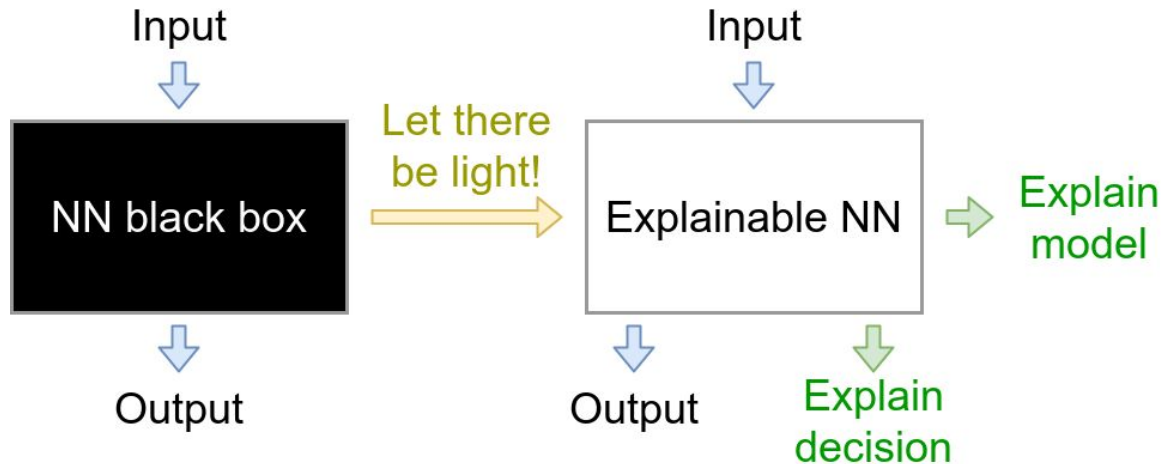 Input
NN black box
Output
Let there
be light!
Input
Explainable NN
Output
Explain
decision
Explain
model